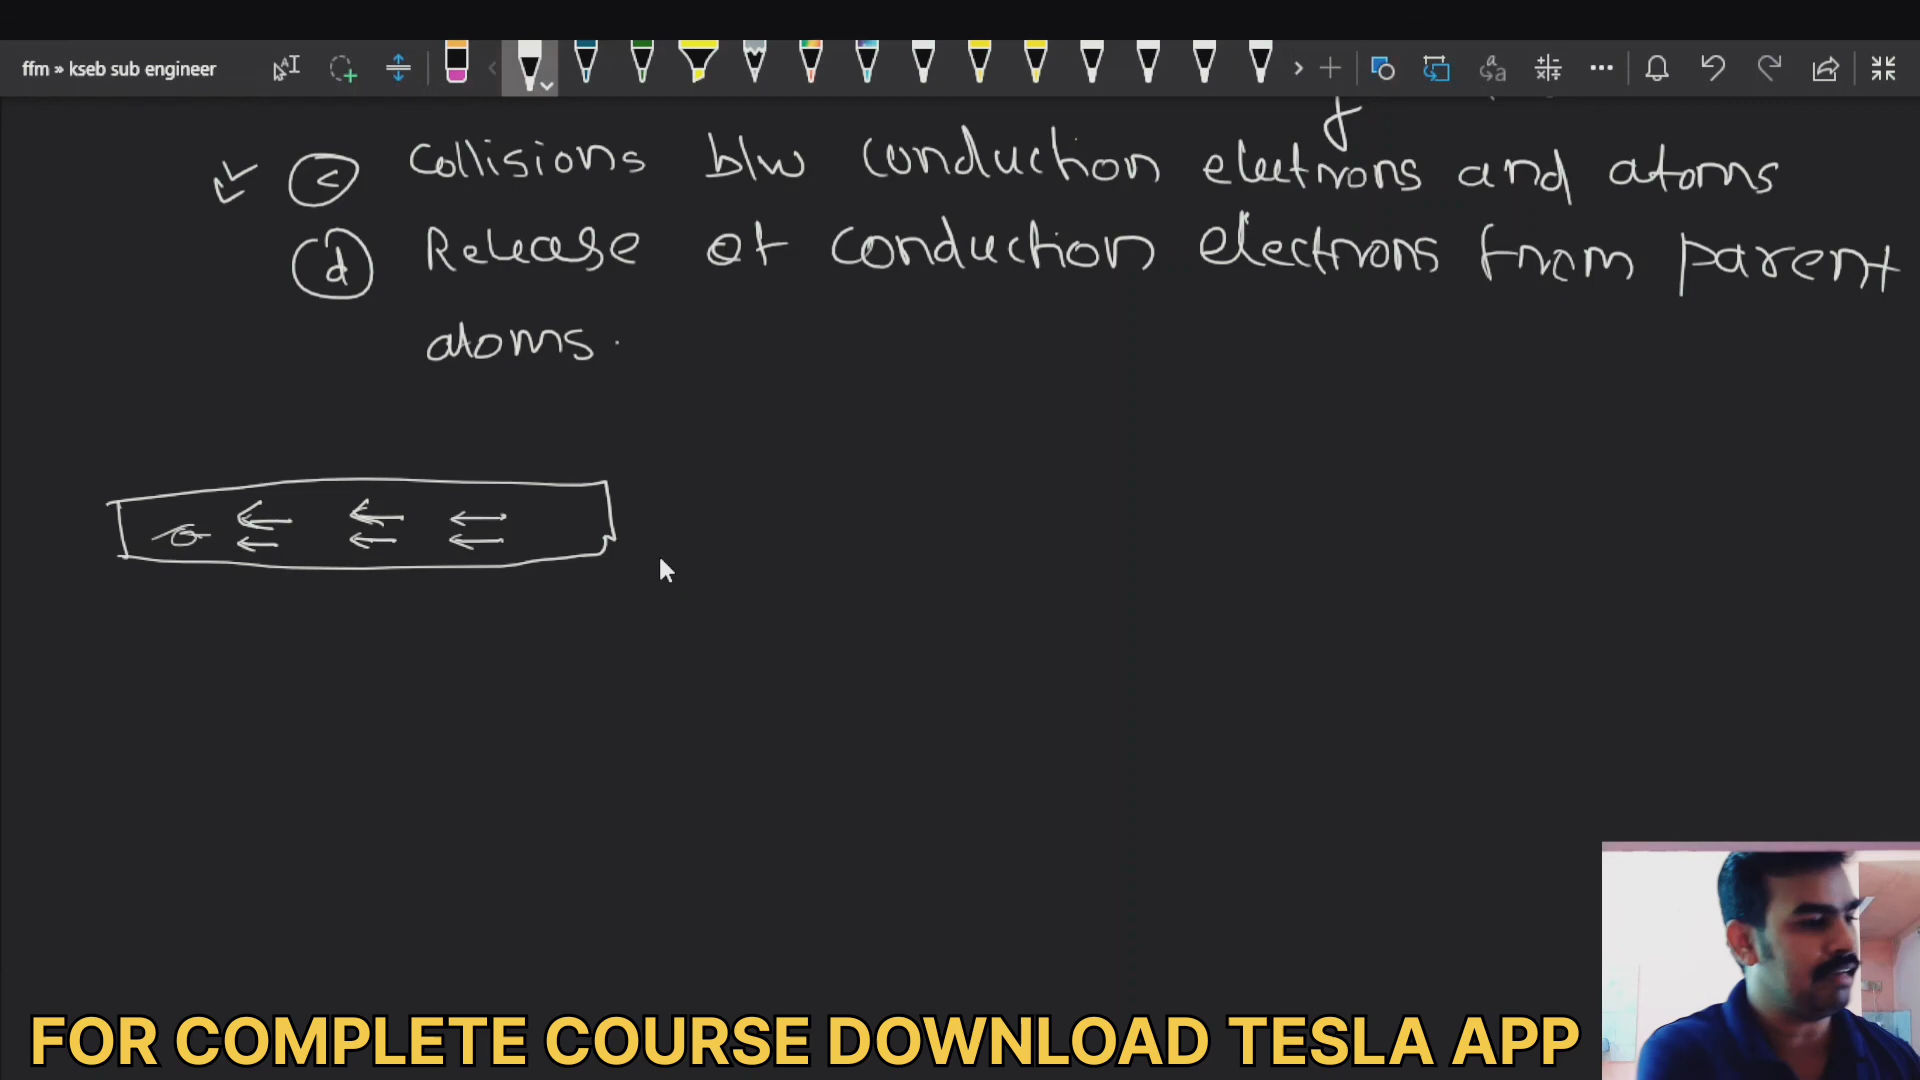 ffm » kseb sub engineer
c Collisions b/w conduction electrons and atoms
d Release of conduction electrons from parent
atoms.
FOR COMPLETE COURSE DOWNLOAD TESLA APP